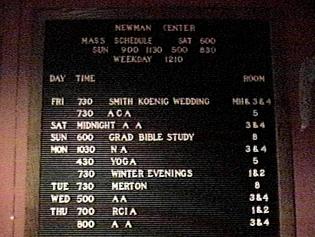 NEWMAN CENTER
MASS SCHEDULE SAT 600
SUN 900 1130 500 830
WEEKDAY 1210
DAY TIME ROOM
FRI 730 SMITH KOENIG WEDDING MH& 3&4
730 A C A 5
SAT MIDNIGHT A A 3&4
SUN 600 GRAD BIBLE STUDY 8
MON 1030 N A 3&4
430 YOGA 5
730 WINTER EVENINGS 1&2
TUE 730 MERTON 8
WED 500 AA 3&4
THU 700 RCIA 1&2
800 A A 3&4